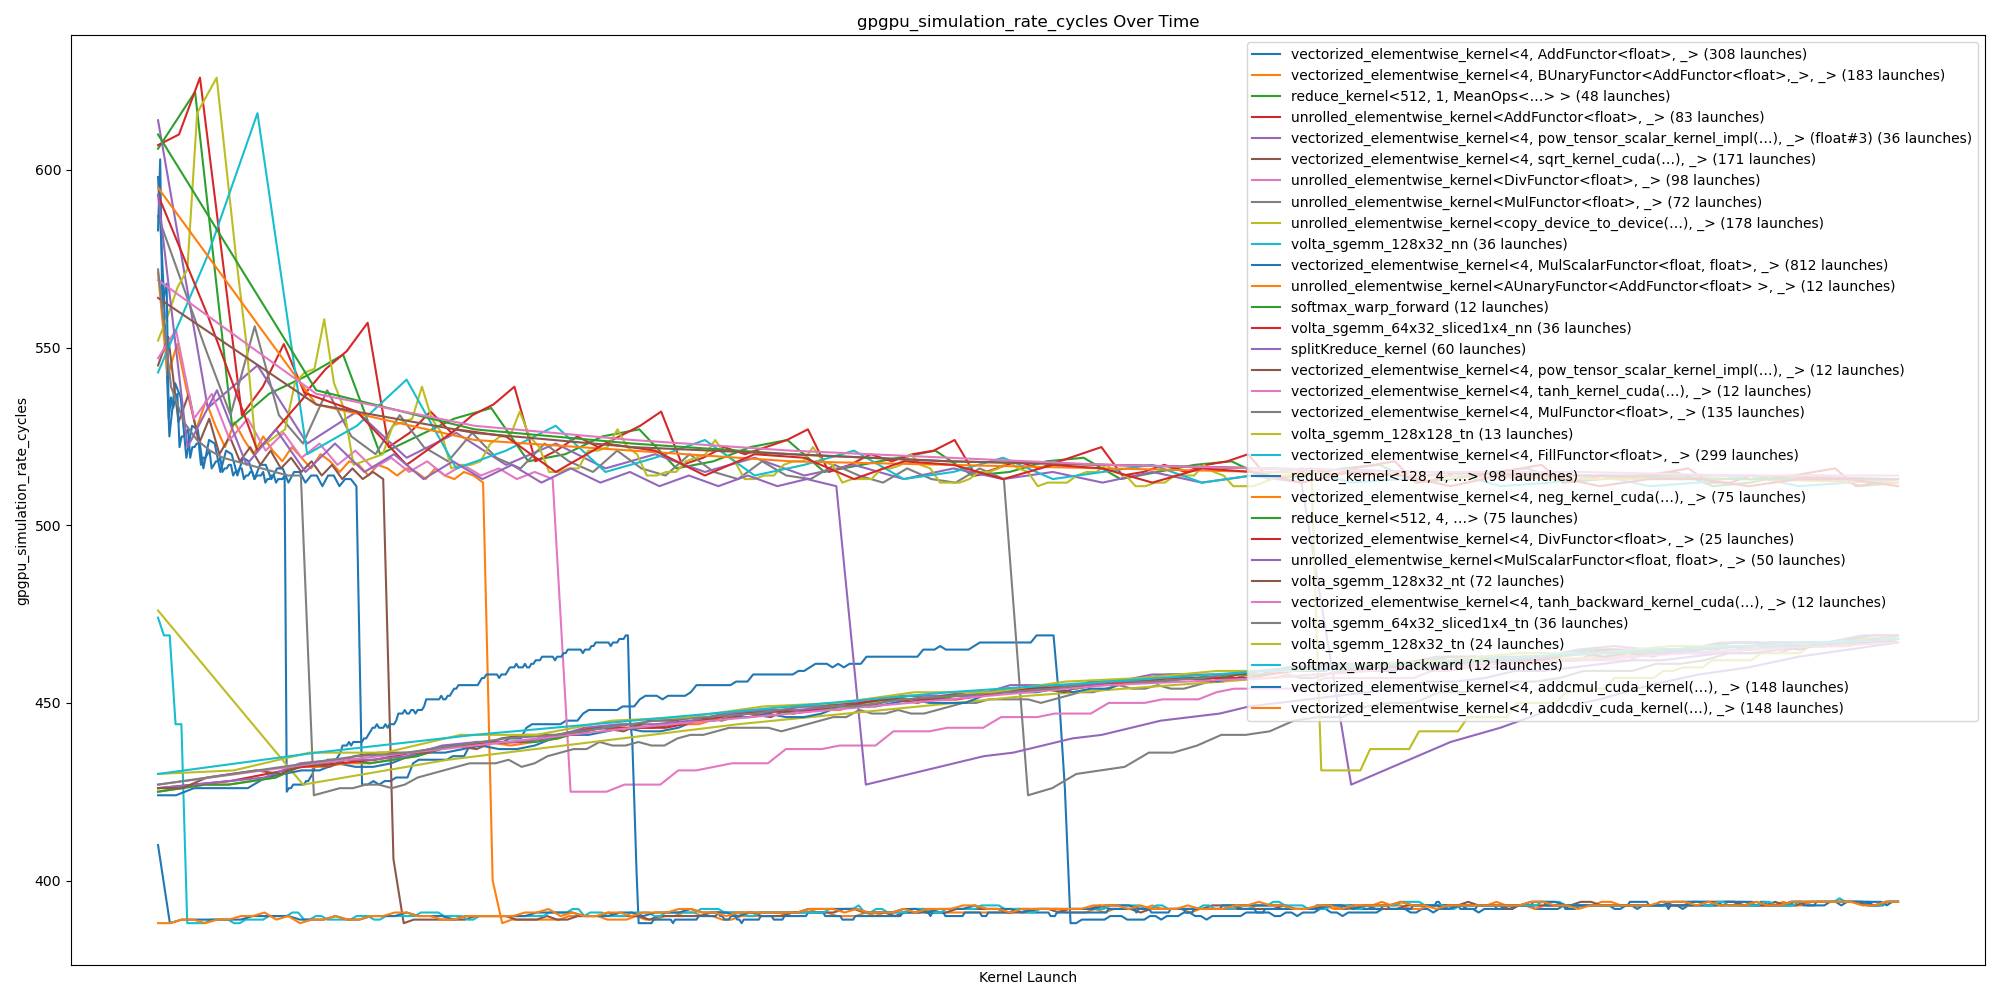 gpgpu_simulation_rate_cycles Over Time
vectorized_elementwise_kernel<4, AddFunctor<float>, _> (308 launches)
vectorized_elementwise_kernel<4, BUnaryFunctor<AddFunctor<float>,_>, _> (183 launches)
reduce_kernel<512, 1, MeanOps<...> > (48 launches)
unrolled_elementwise_kernel<AddFunctor<float>, _> (83 launches)
vectorized_elementwise_kernel<4, pow_tensor_scalar_kernel_impl(...), _> (float#3) (36 launches)
vectorized_elementwise_kernel<4, sqrt_kernel_cuda(...), _> (171 launches)
unrolled_elementwise_kernel<DivFunctor<float>, _> (98 launches)
unrolled_elementwise_kernel<MulFunctor<float>, _> (72 launches)
unrolled_elementwise_kernel<copy_device_to_device(...), _> (178 launches)
volta_sgemm_128x32_nn (36 launches)
vectorized_elementwise_kernel<4, MulScalarFunctor<float, float>, _> (812 launches)
unrolled_elementwise_kernel<AUnaryFunctor<AddFunctor<float> >, _> (12 launches)
softmax_warp_forward (12 launches)
volta_sgemm_64x32_sliced1x4_nn (36 launches)
splitKreduce_kernel (60 launches)
vectorized_elementwise_kernel<4, pow_tensor_scalar_kernel_impl(...), _> (12 launches)
vectorized_elementwise_kernel<4, tanh_kernel_cuda(...), _> (12 launches)
vectorized_elementwise_kernel<4, MulFunctor<float>, _> (135 launches)
volta_sgemm_128x128_tn (13 launches)
vectorized_elementwise_kernel<4, FillFunctor<float>, _> (299 launches)
reduce_kernel<128, 4, ...> (98 launches)
vectorized_elementwise_kernel<4, neg_kernel_cuda(...), _> (75 launches)
reduce_kernel<512, 4, ...> (75 launches)
vectorized_elementwise_kernel<4, DivFunctor<float>, _> (25 launches)
unrolled_elementwise_kernel<MulScalarFunctor<float, float>, _> (50 launches)
volta_sgemm_128x32_nt (72 launches)
vectorized_elementwise_kernel<4, tanh_backward_kernel_cuda(...), _> (12 launches)
volta_sgemm_64x32_sliced1x4_tn (36 launches)
volta_sgemm_128x32_tn (24 launches)
softmax_warp_backward (12 launches)
vectorized_elementwise_kernel<4, addcmul_cuda_kernel(...), _> (148 launches)
vectorized_elementwise_kernel<4, addcdiv_cuda_kernel(...), _> (148 launches)
gpgpu_simulation_rate_cycles
600
550
500
450
400
Kernel Launch